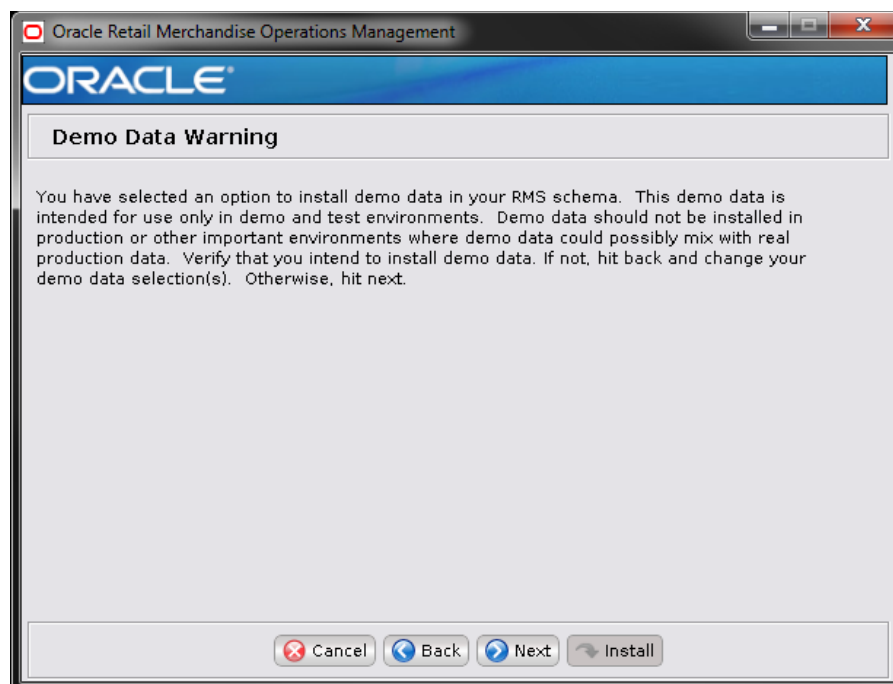 Oracle Retail Merchandise Operations Management
ORACLE
Demo Data Warning
You have selected an option to install demo data in your RMS schema.  This demo data is
intended for use only in demo and test environments.  Demo data should not be installed in
production or other important environments where demo data could possibly mix with real
production data.  Verify that you intend to install demo data. If not, hit back and change your
demo data selection(s).  Otherwise, hit next.
Cancel Back Next Install